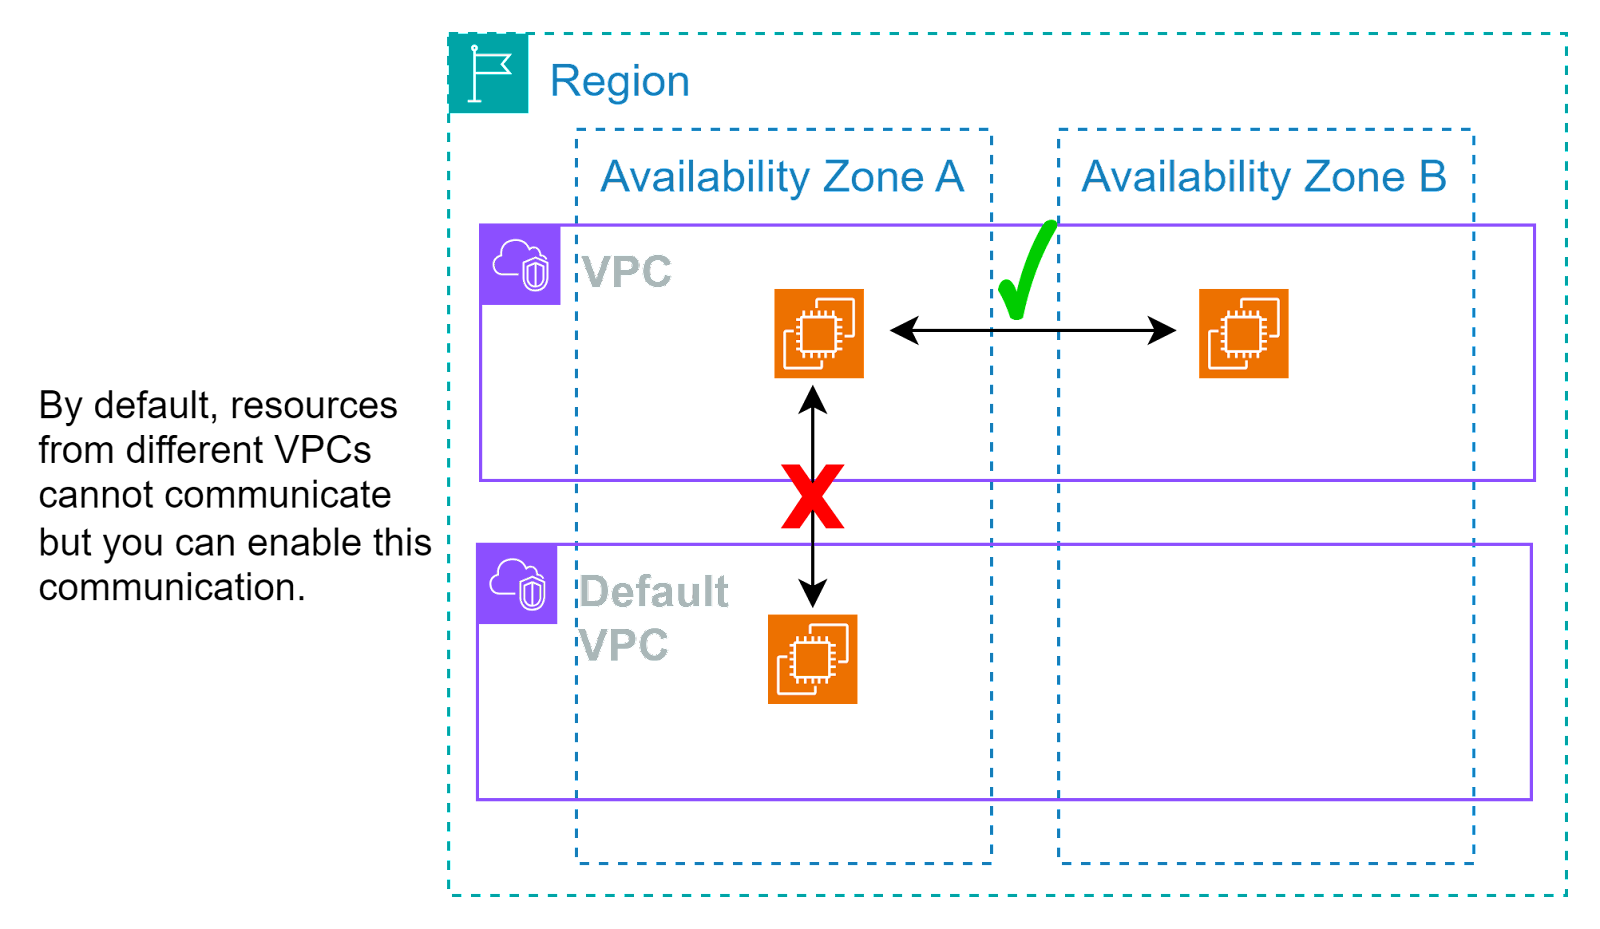 Region
Availability Zone A
Availability Zone B
VPC
By default, resources
from different VPCs
cannot communicate
but you can enable this
communication.
X
Default
VPC